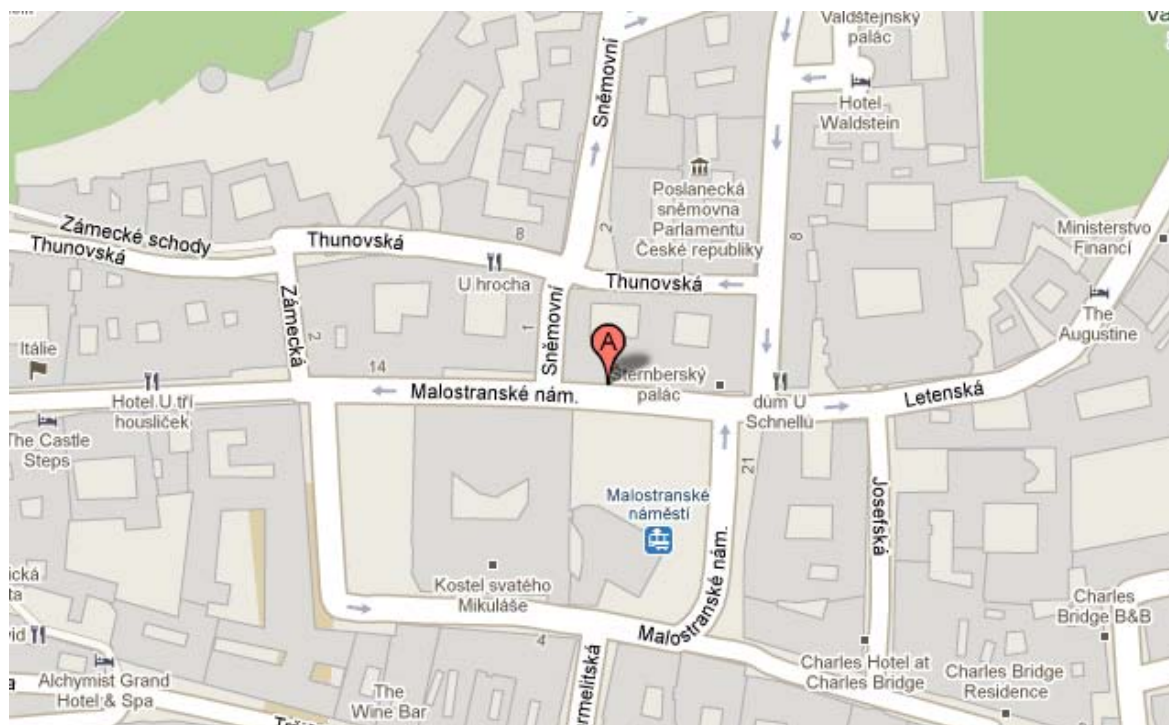 Valdštejnský
palác
Hotel
Waldstein
Sněmovní
Poslanecká
sněmovna
Parlamentu
České republiky
Ministerstvo
Financí
Zámecké schody
Thunovská
Thunovská
8
2
8
U hrocha
Thunovská
The
Augustine
Zámecká
2
1
Sněmovní
A
Itálie
14
Malostranské nám.
Šternberský
palác
dům U
Schnellů
Letenská
Hotel U tří
housliček
The Castle
Steps
21
Josefská
Malostranské
náměstí
Malostranské nám.
Kostel svatého
Mikuláše
4
Malostranské nám.
Charles
Bridge B&B
Charles Hotel at
Charles Bridge
Charles Bridge
Residence
Alchymist Grand
Hotel & Spa
The
Wine Bar